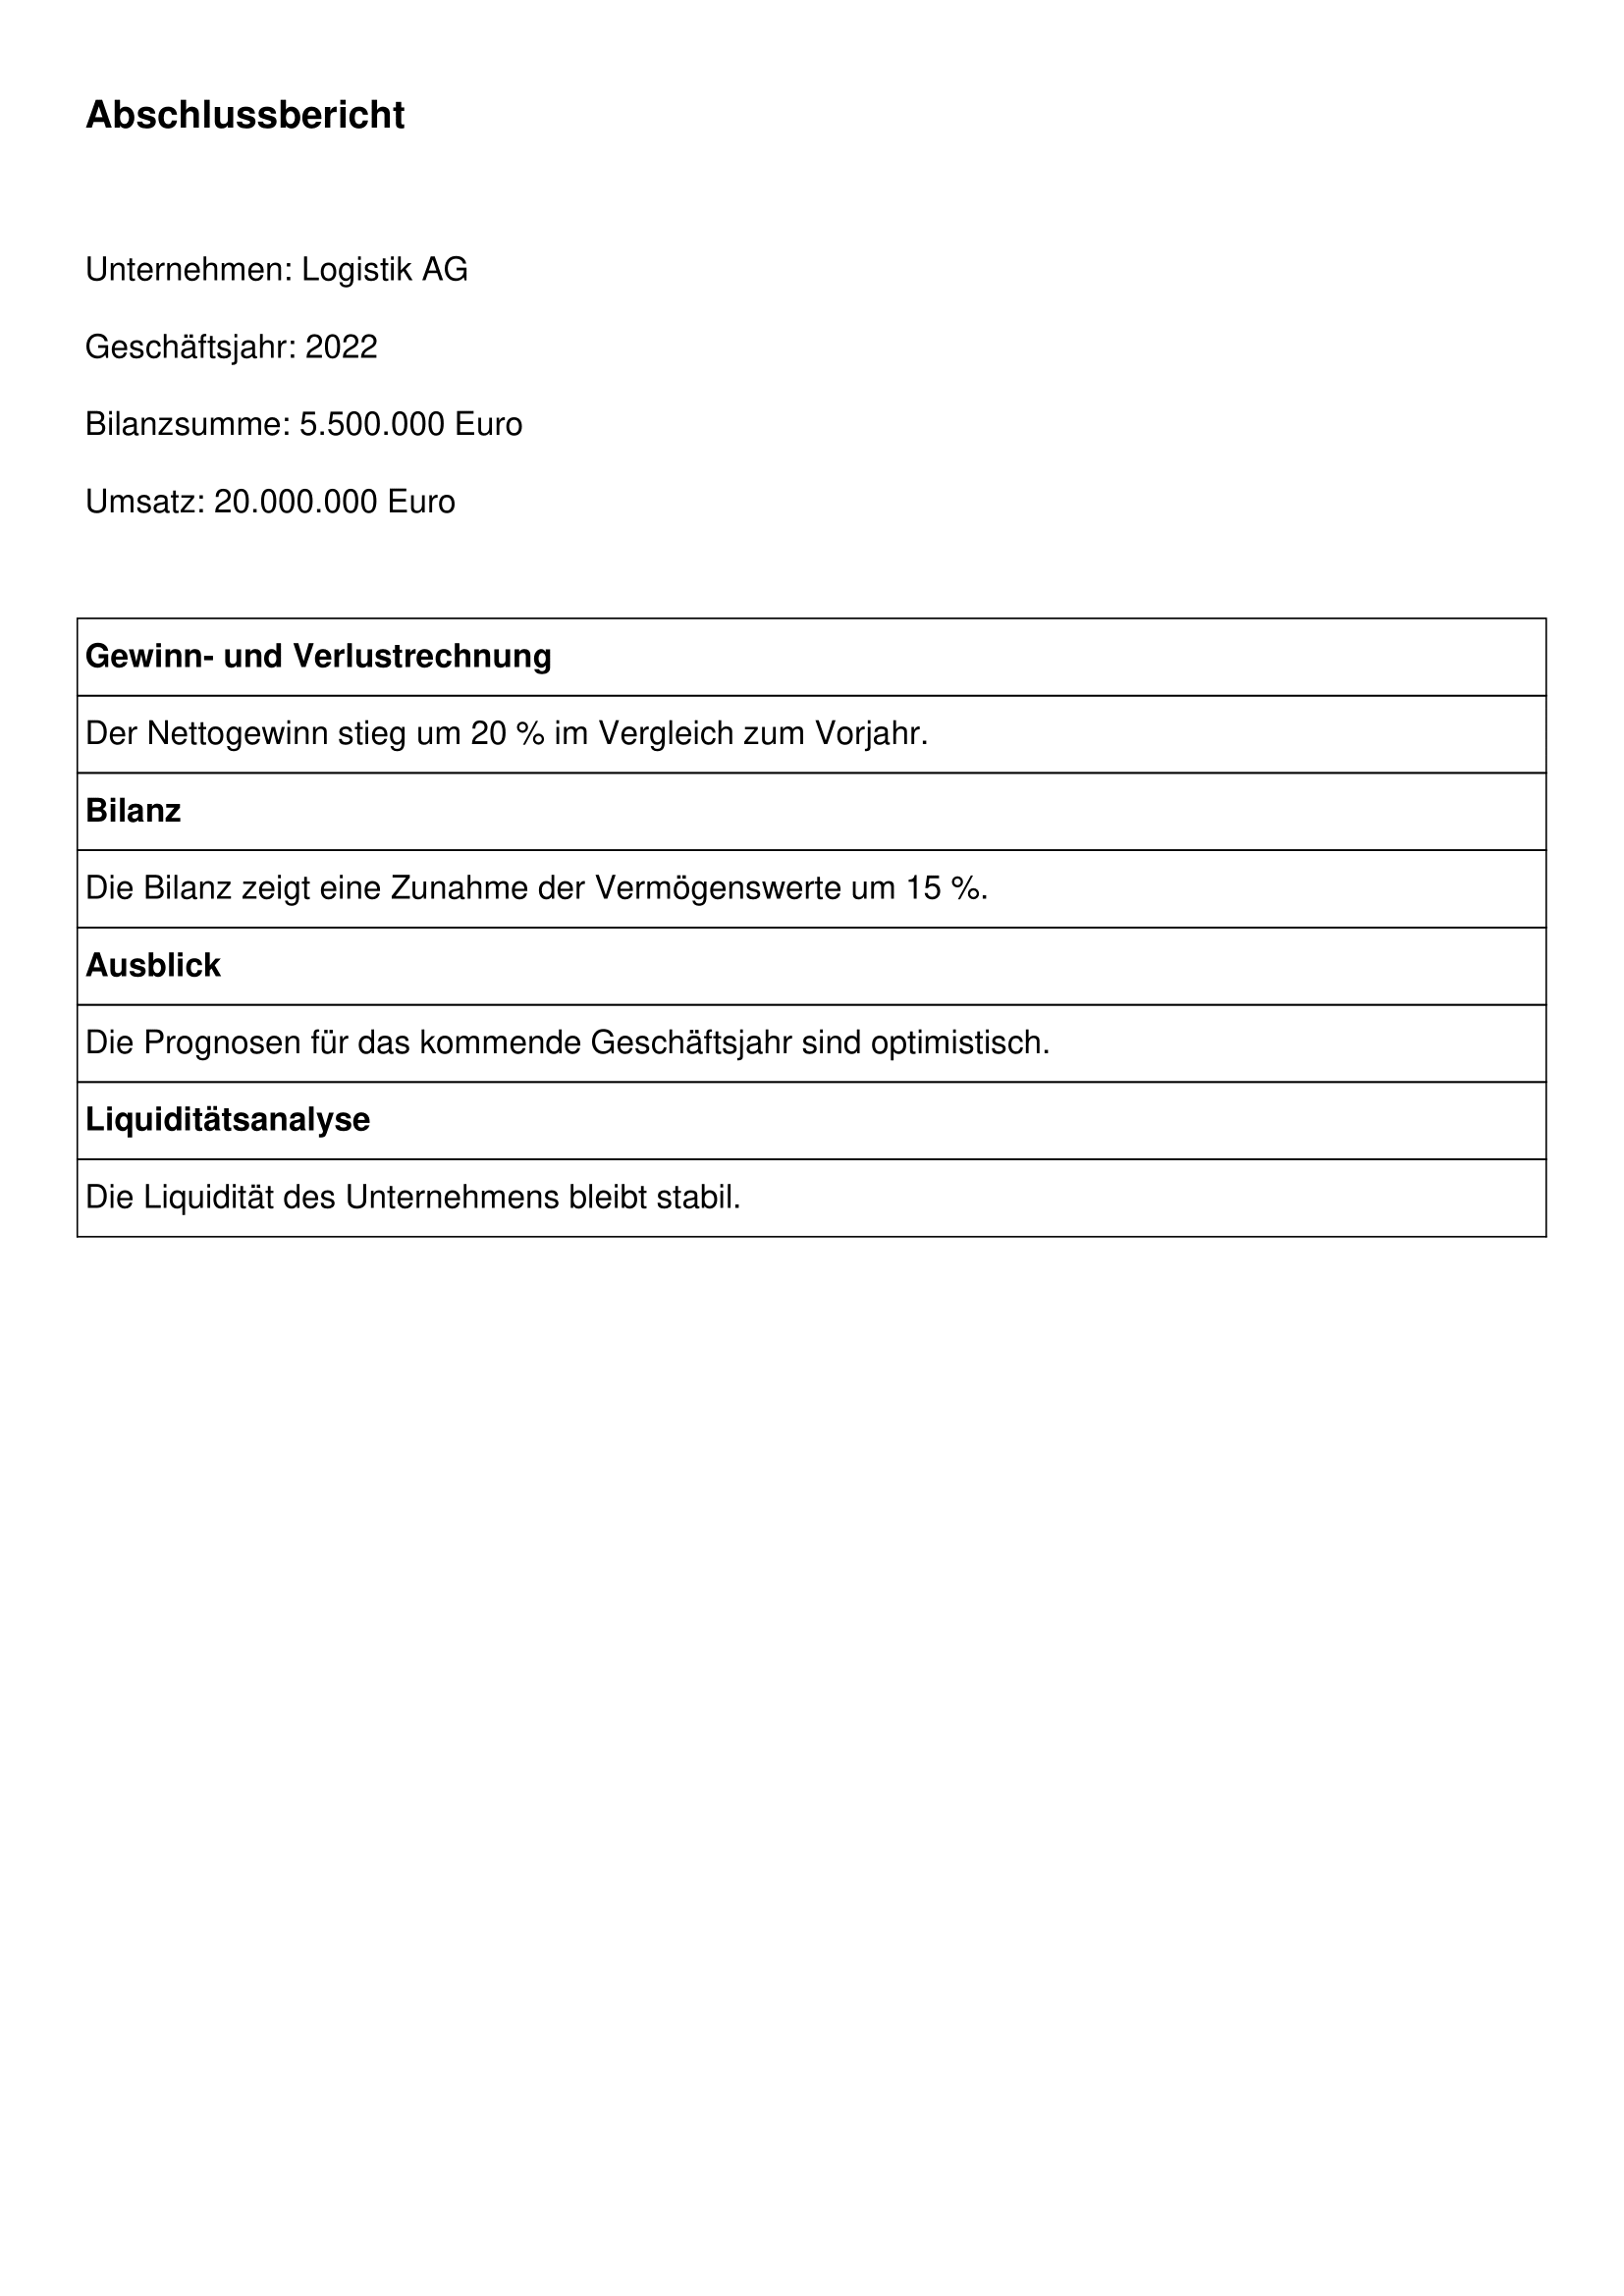 Abschlussbericht
Unternehmen: Logistik AG
Geschäftsjahr: 2022
Bilanzsumme: 5.500.000 Euro
Umsatz: 20.000.000 Euro
Gewinn- und Verlustrechnung
Der Nettogewinn stieg um 20 % im Vergleich zum Vorjahr.
Bilanz
Die Bilanz zeigt eine Zunahme der Vermögenswerte um 15 %.
Ausblick
Die Prognosen für das kommende Geschäftsjahr sind optimistisch.
Liquiditätsanalyse
Die Liquidität des Unternehmens bleibt stabil.